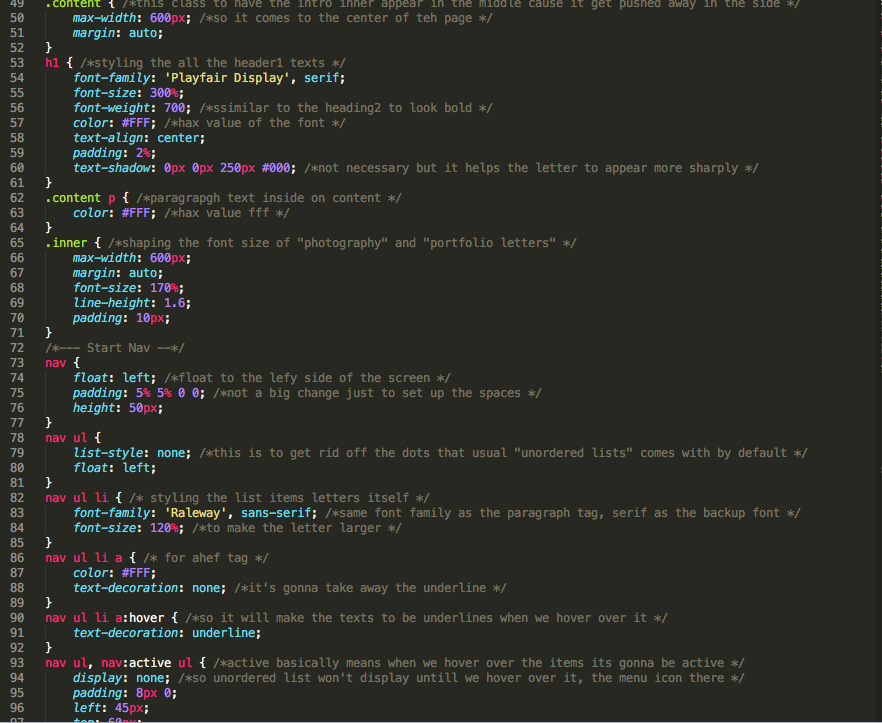 49 .content { /*this class to have the intro inner appear in the middle cause it get pushed away in the side */
50 max-width: 600px; /*so it comes to the center of teh page */
51 margin: auto;
52 }
53 h1 { /*styling the all the header1 texts */
54 font-family: 'Playfair Display', serif;
55 font-size: 300%;
56 font-weight: 700; /*ssimilar to the heading2 to look bold */
57 color: #FFF; /*hax value of the font */
58 text-align: center;
59 padding: 2%;
60 text-shadow: 0px 0px 250px #000; /*not necessary but it helps the letter to appear more sharply */
61 }
62 .content p { /*paragrapgh text inside on content */
63 color: #FFF; /*hax value fff */
64 }
65 .inner { /*shaping the font size of "photography" and "portfolio letters" */
66 max-width: 600px;
67 margin: auto;
68 font-size: 170%;
69 line-height: 1.6;
70 padding: 10px;
71 }
72 /*--- Start Nav --*/
73 nav {
74 float: left; /*float to the lefy side of the screen */
75 padding: 5% 5% 0 0; /*not a big change just to set up the spaces */
76 height: 50px;
77 }
78 nav ul {
79 list-style: none; /*this is to get rid off the dots that usual "unordered lists" comes with by default */
80 float: left;
81 }
82 nav ul li { /* styling the list items letters itself */
83 font-family: 'Raleway', sans-serif; /*same font family as the paragraph tag, serif as the backup font */
84 font-size: 120%; /*to make the letter larger */
85 }
86 nav ul li a { /* for ahef tag */
87 color: #FFF;
88 text-decoration: none; /*it's gonna take away the underline */
89 }
90 nav ul li a:hover { /*so it will make the texts to be underlines when we hover over it */
91 text-decoration: underline;
92 }
93 nav ul, nav:active ul { /*active basically means when we hover over the items its gonna be active */
94 display: none; /*so unordered list won't display untill we hover over it, the menu icon there */
95 padding: 8px 0;
96 left: 45px;
97 top: 60px;